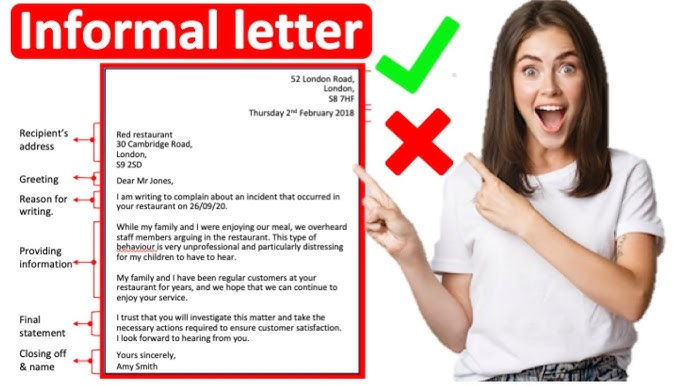 Informal letter
52 London Road,
London,
S8 7HF
Thursday 2nd February 2018
Recipient's
address
Red restaurant
30 Cambridge Road,
London,
S9 2SD
Greeting
Dear Mr Jones,
Reason for
writing.
I am writing to complain about an incident that occurred in
your restaurant on 26/09/20.
Providing
information
While my family and I were enjoying our meal, we overheard
staff members arguing in the restaurant. This type of
behaviour is very unprofessional and particularly distressing
for my children to have to hear.
My family and I have been regular customers at your
restaurant for years, and we hope that we can continue to
enjoy your service.
Final
statement
I trust that you will investigate this matter and take the
necessary actions required to ensure customer satisfaction.
I look forward to hearing from you.
Closing off
& name
Yours sincerely,
Amy Smith